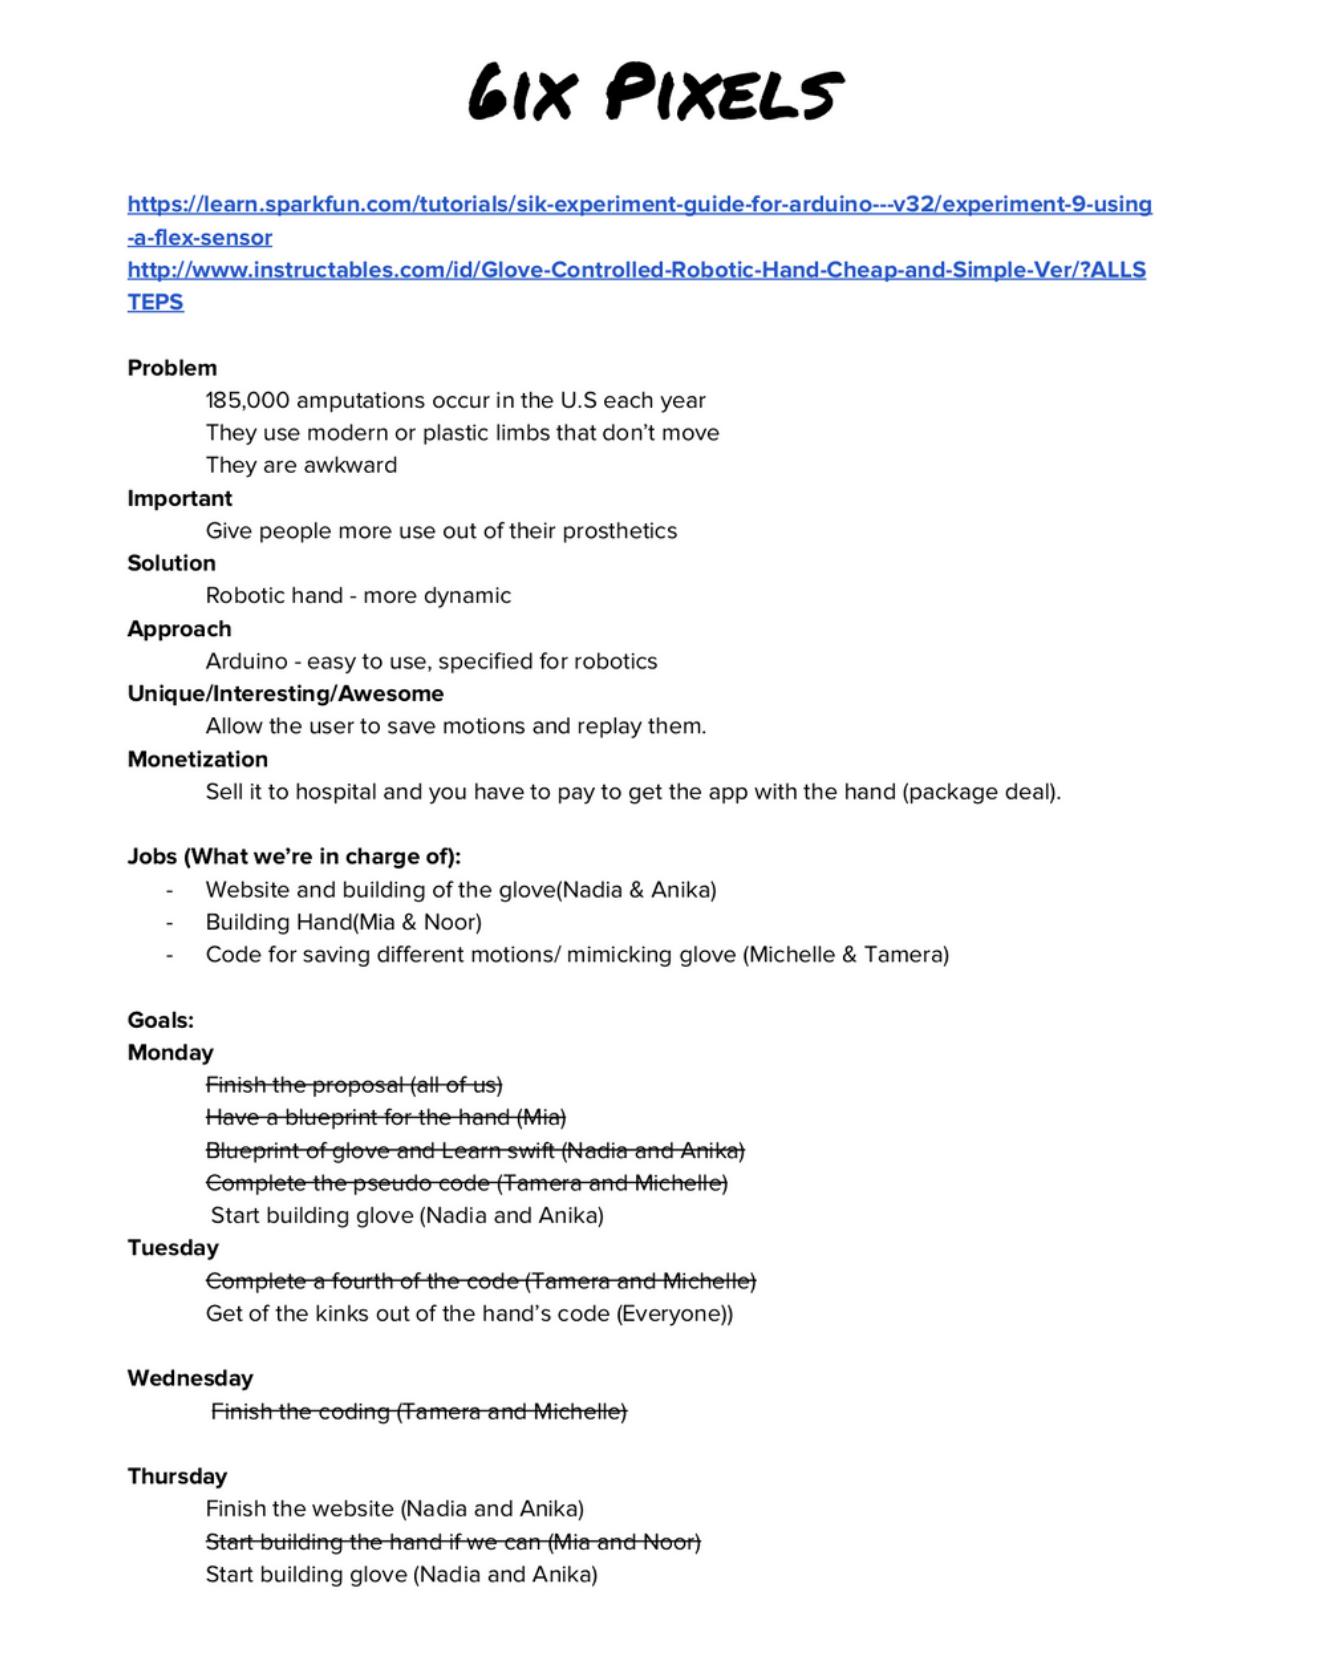 6ix Pixels
https://learn.sparkfun.com/tutorials/sik-experiment-guide-for-arduino---v32/experiment-9-using
-a-flex-sensor
http://www.instructables.com/id/Glove-Controlled-Robotic-Hand-Cheap-and-Simple-Ver/?ALLS
TEPS
Problem
185,000 amputations occur in the U.S each year
They use modern or plastic limbs that don’t move
They are awkward
Important
Give people more use out of their prosthetics
Solution
Robotic hand - more dynamic
Approach
Arduino - easy to use, specified for robotics
Unique/Interesting/Awesome
Allow the user to save motions and replay them.
Monetization
Sell it to hospital and you have to pay to get the app with the hand (package deal).
Jobs (What we’re in charge of):
- Website and building of the glove(Nadia & Anika)
- Building Hand(Mia & Noor)
- Code for saving different motions/ mimicking glove (Michelle & Tamera)
Goals:
Monday
Finish the proposal (all of us)
Have a blueprint for the hand (Mia)
Blueprint of glove and Learn swift (Nadia and Anika)
Complete the pseudo code (Tamera and Michelle)
Start building glove (Nadia and Anika)
Tuesday
Complete a fourth of the code (Tamera and Michelle)
Get of the kinks out of the hand’s code (Everyone))
Wednesday
Finish the coding (Tamera and Michelle)
Thursday
Finish the website (Nadia and Anika)
Start building the hand if we can (Mia and Noor)
Start building glove (Nadia and Anika)